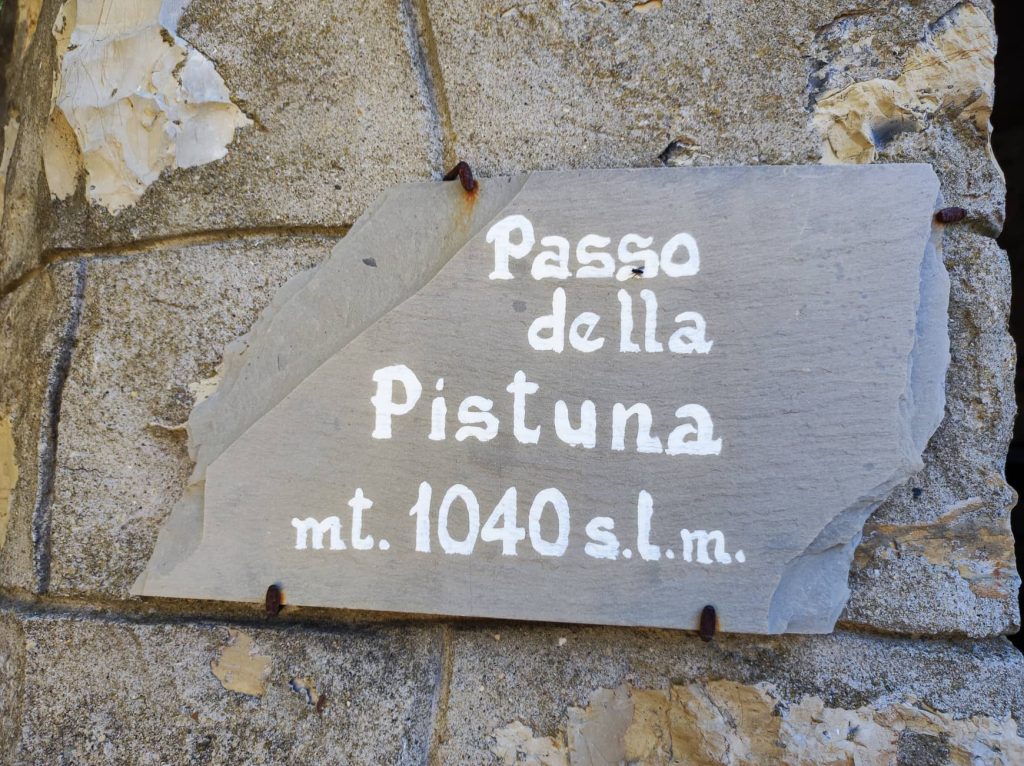 Passo
della
Pistuna
mt. 1040 s.l.m.